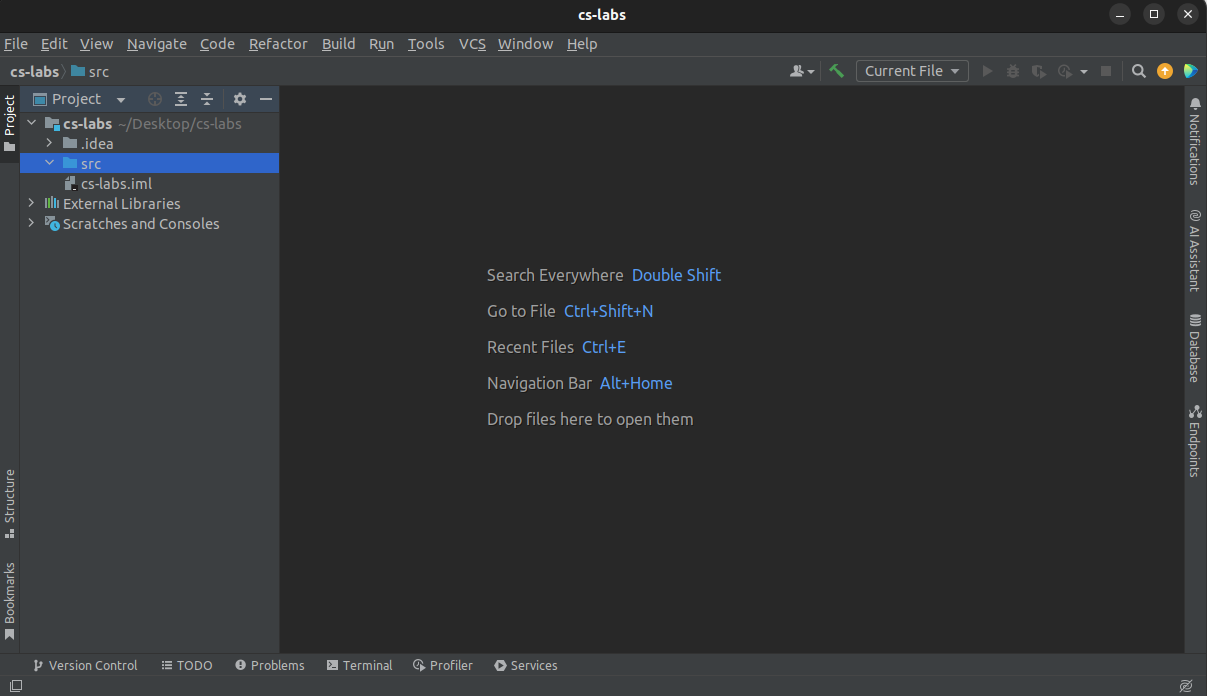 cs-labs
File Edit View Navigate Code Refactor Build Run Tools VCS Window Help
cs-labs src Current File
Project
cs-labs ~/Desktop/cs-labs
.idea
src
cs-labs.iml
External Libraries
Scratches and Consoles
Project
Structure
Bookmarks
Search Everywhere Double Shift
Go to File Ctrl+Shift+N
Recent Files Ctrl+E
Navigation Bar Alt+Home
Drop files here to open them
Notifications
AI Assistant
Database
Endpoints
Version Control TODO Problems Terminal Profiler Services